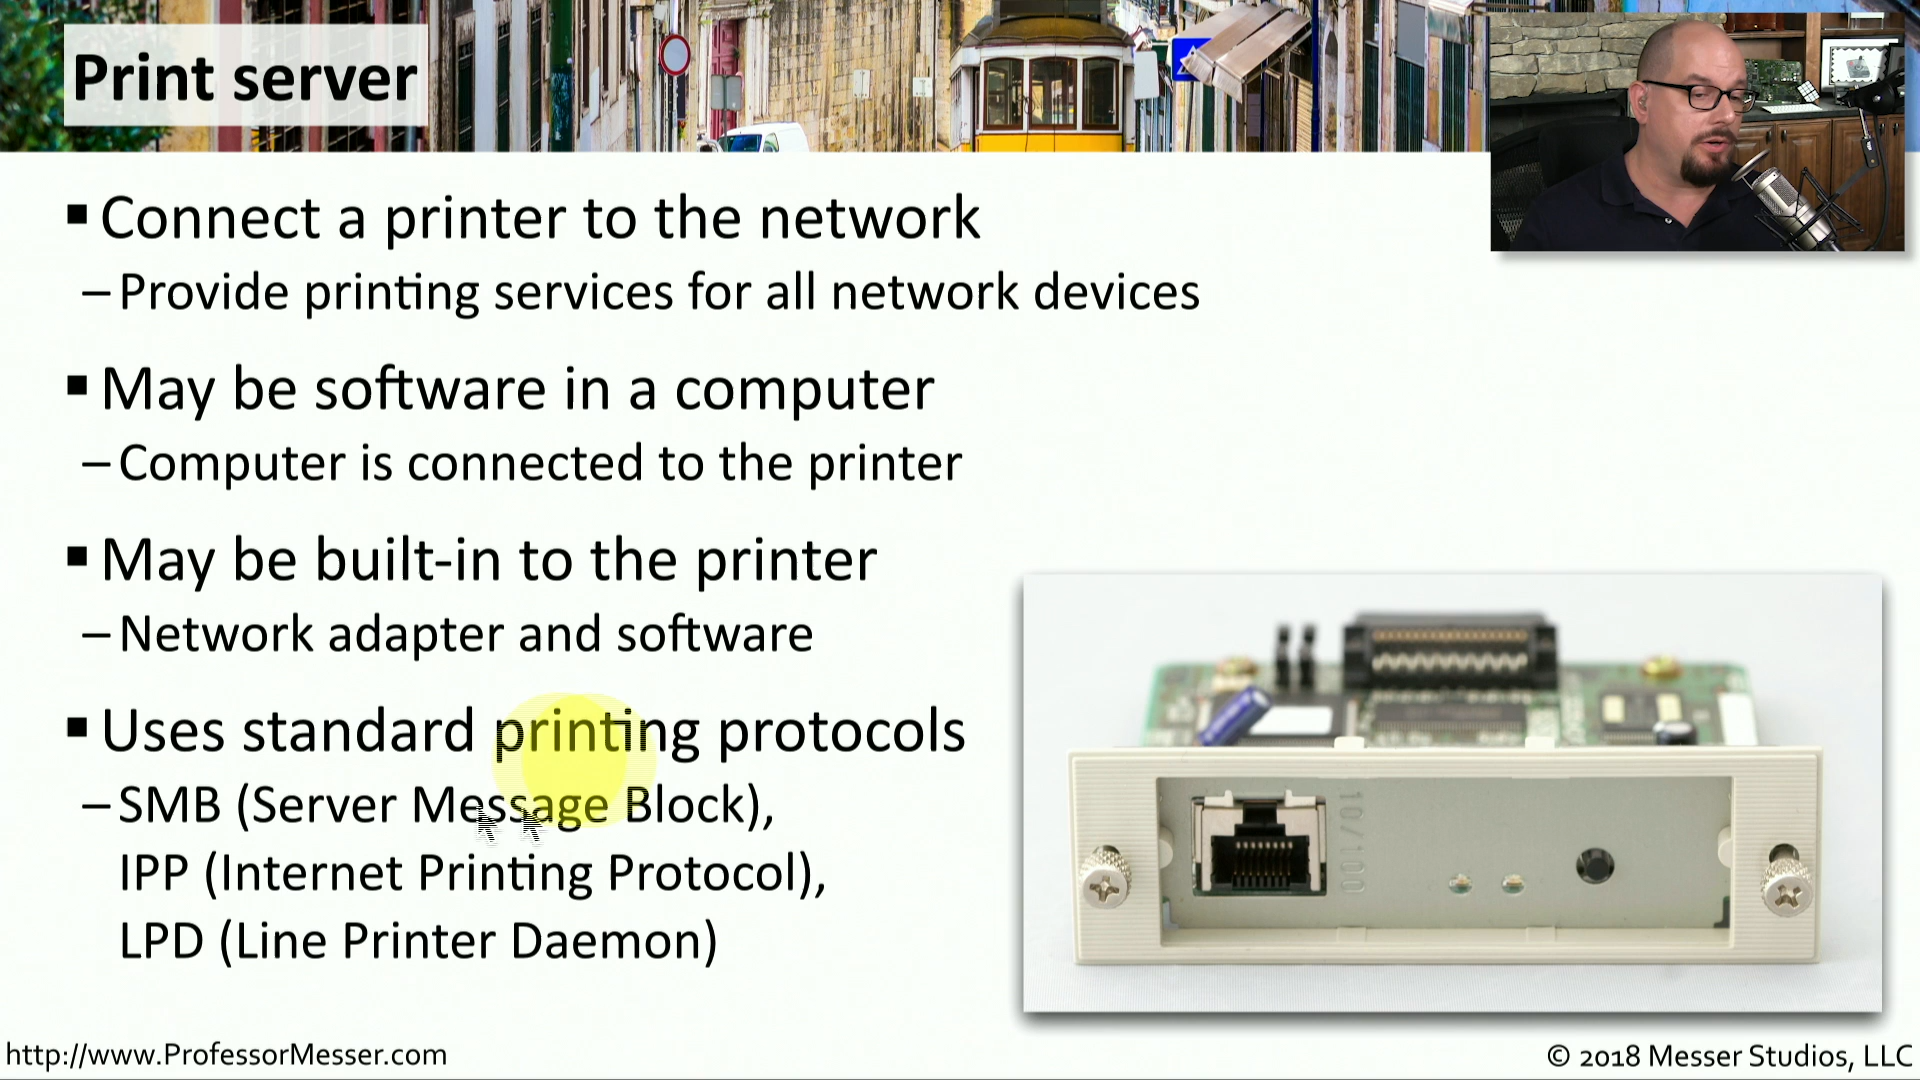 Print server
▪ Connect a printer to the network
– Provide printing services for all network devices
▪ May be software in a computer
– Computer is connected to the printer
▪ May be built-in to the printer
– Network adapter and software
▪ Uses standard printing protocols
– SMB (Server Message Block),
IPP (Internet Printing Protocol),
LPD (Line Printer Daemon)
10/100
http://www.ProfessorMesser.com
© 2018 Messer Studios, LLC